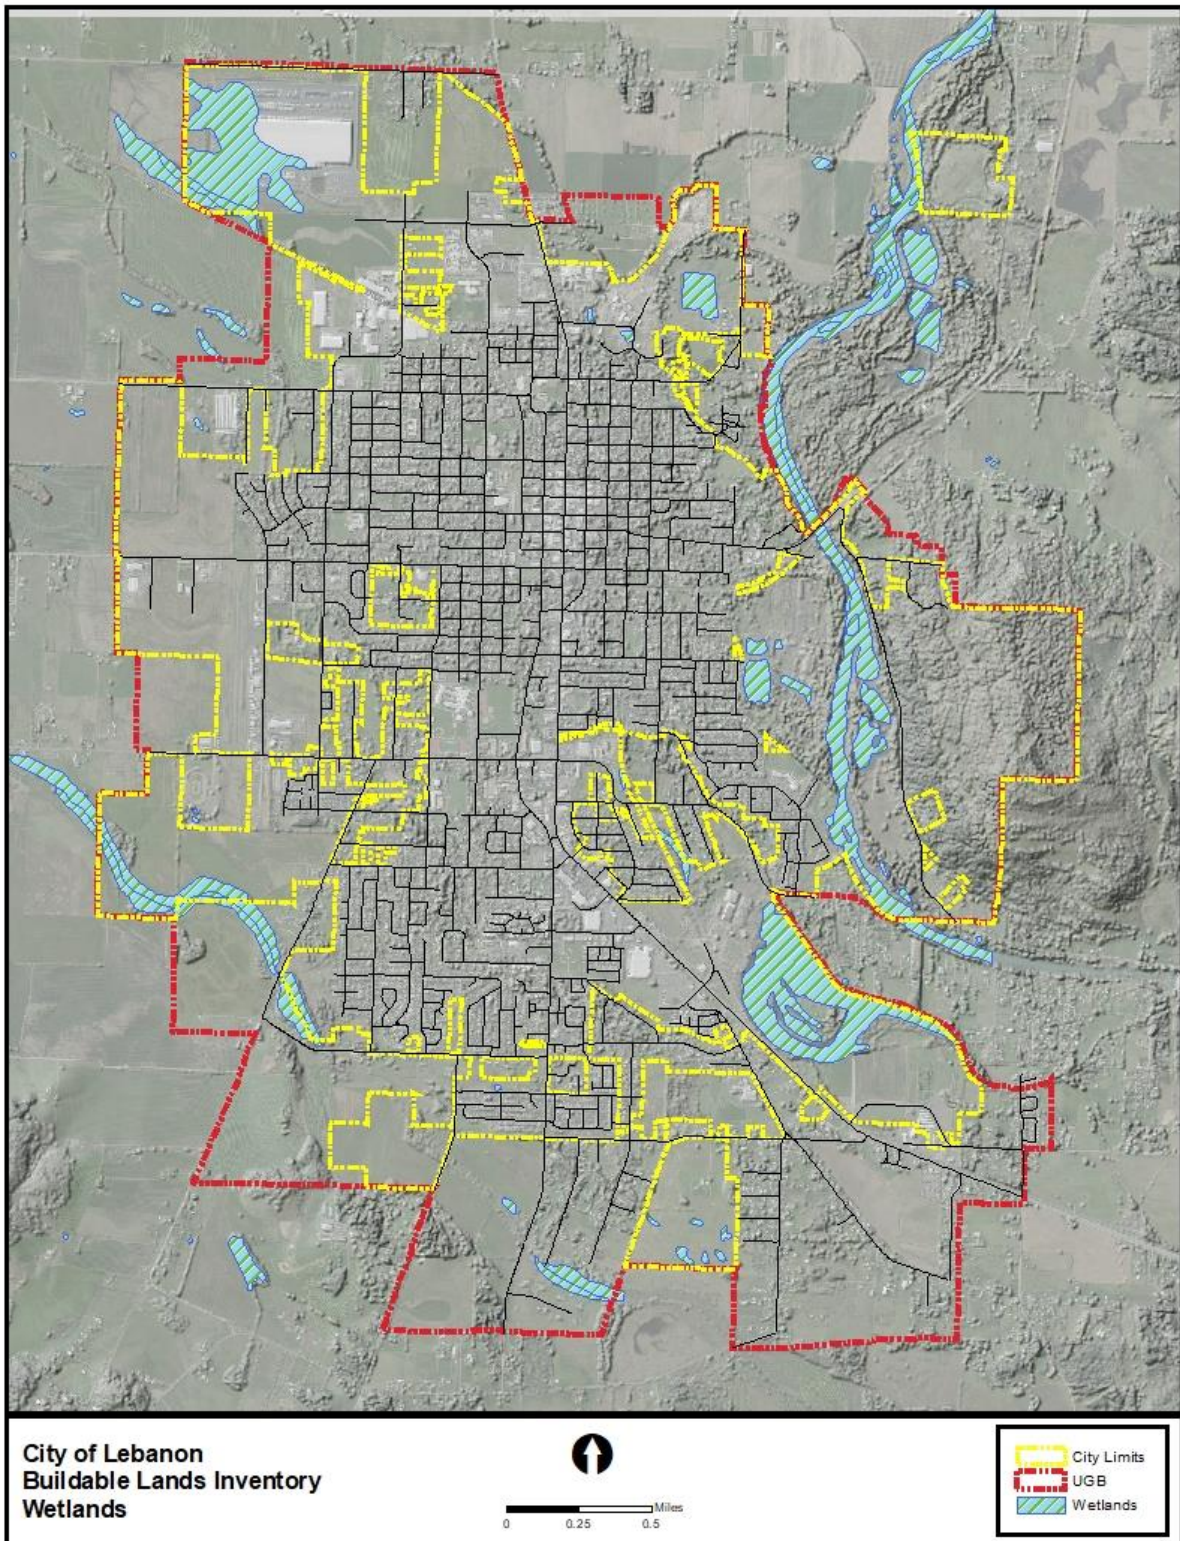 City of Lebanon
Buildable Lands Inventory
Wetlands
Miles
0 0.25 0.5
City Limits
UGB
Wetlands